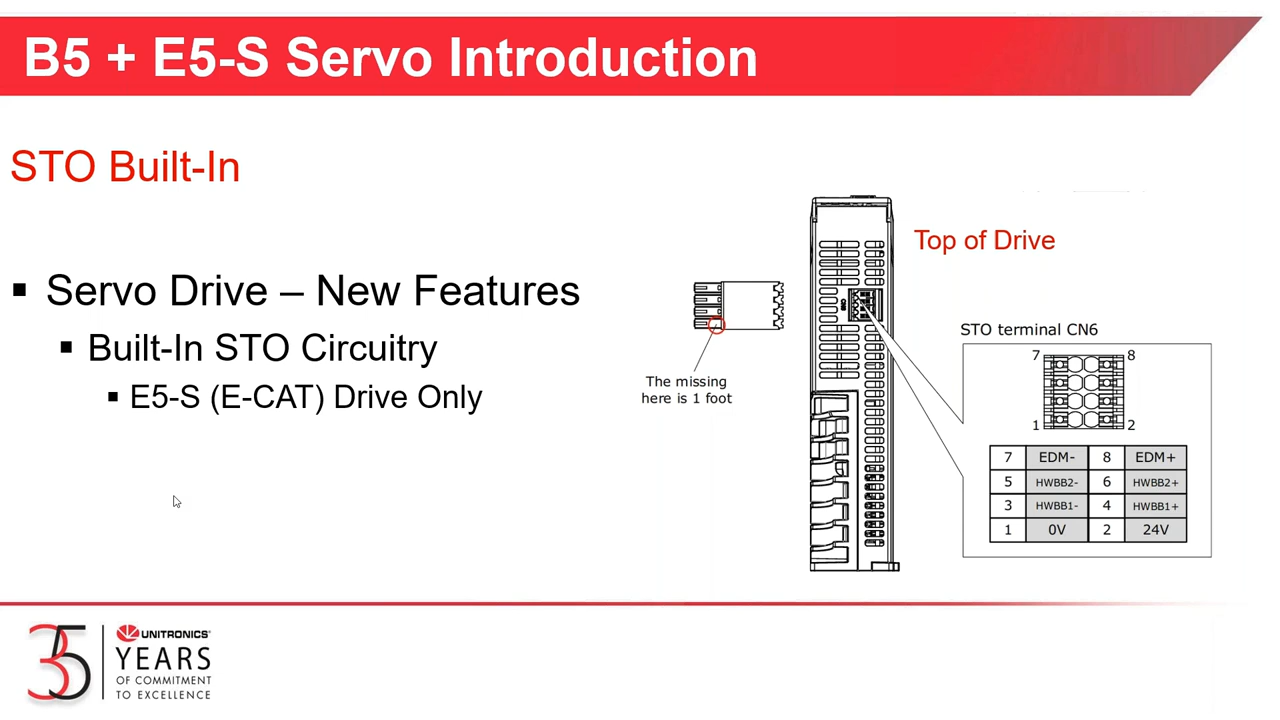 B5 + E5-S Servo Introduction
STO Built-In
▪ Servo Drive – New Features
▪ Built-In STO Circuitry
▪ E5-S (E-CAT) Drive Only
Top of Drive
The missing
here is 1 foot
CN6
STO terminal CN6
7 8
1 2
7 EDM- 8 EDM+
5 HWBB2- 6 HWBB2+
3 HWBB1- 4 HWBB1+
1 0V 2 24V
35
UNITRONICS®
YEARS
OF COMMITMENT
TO EXCELLENCE